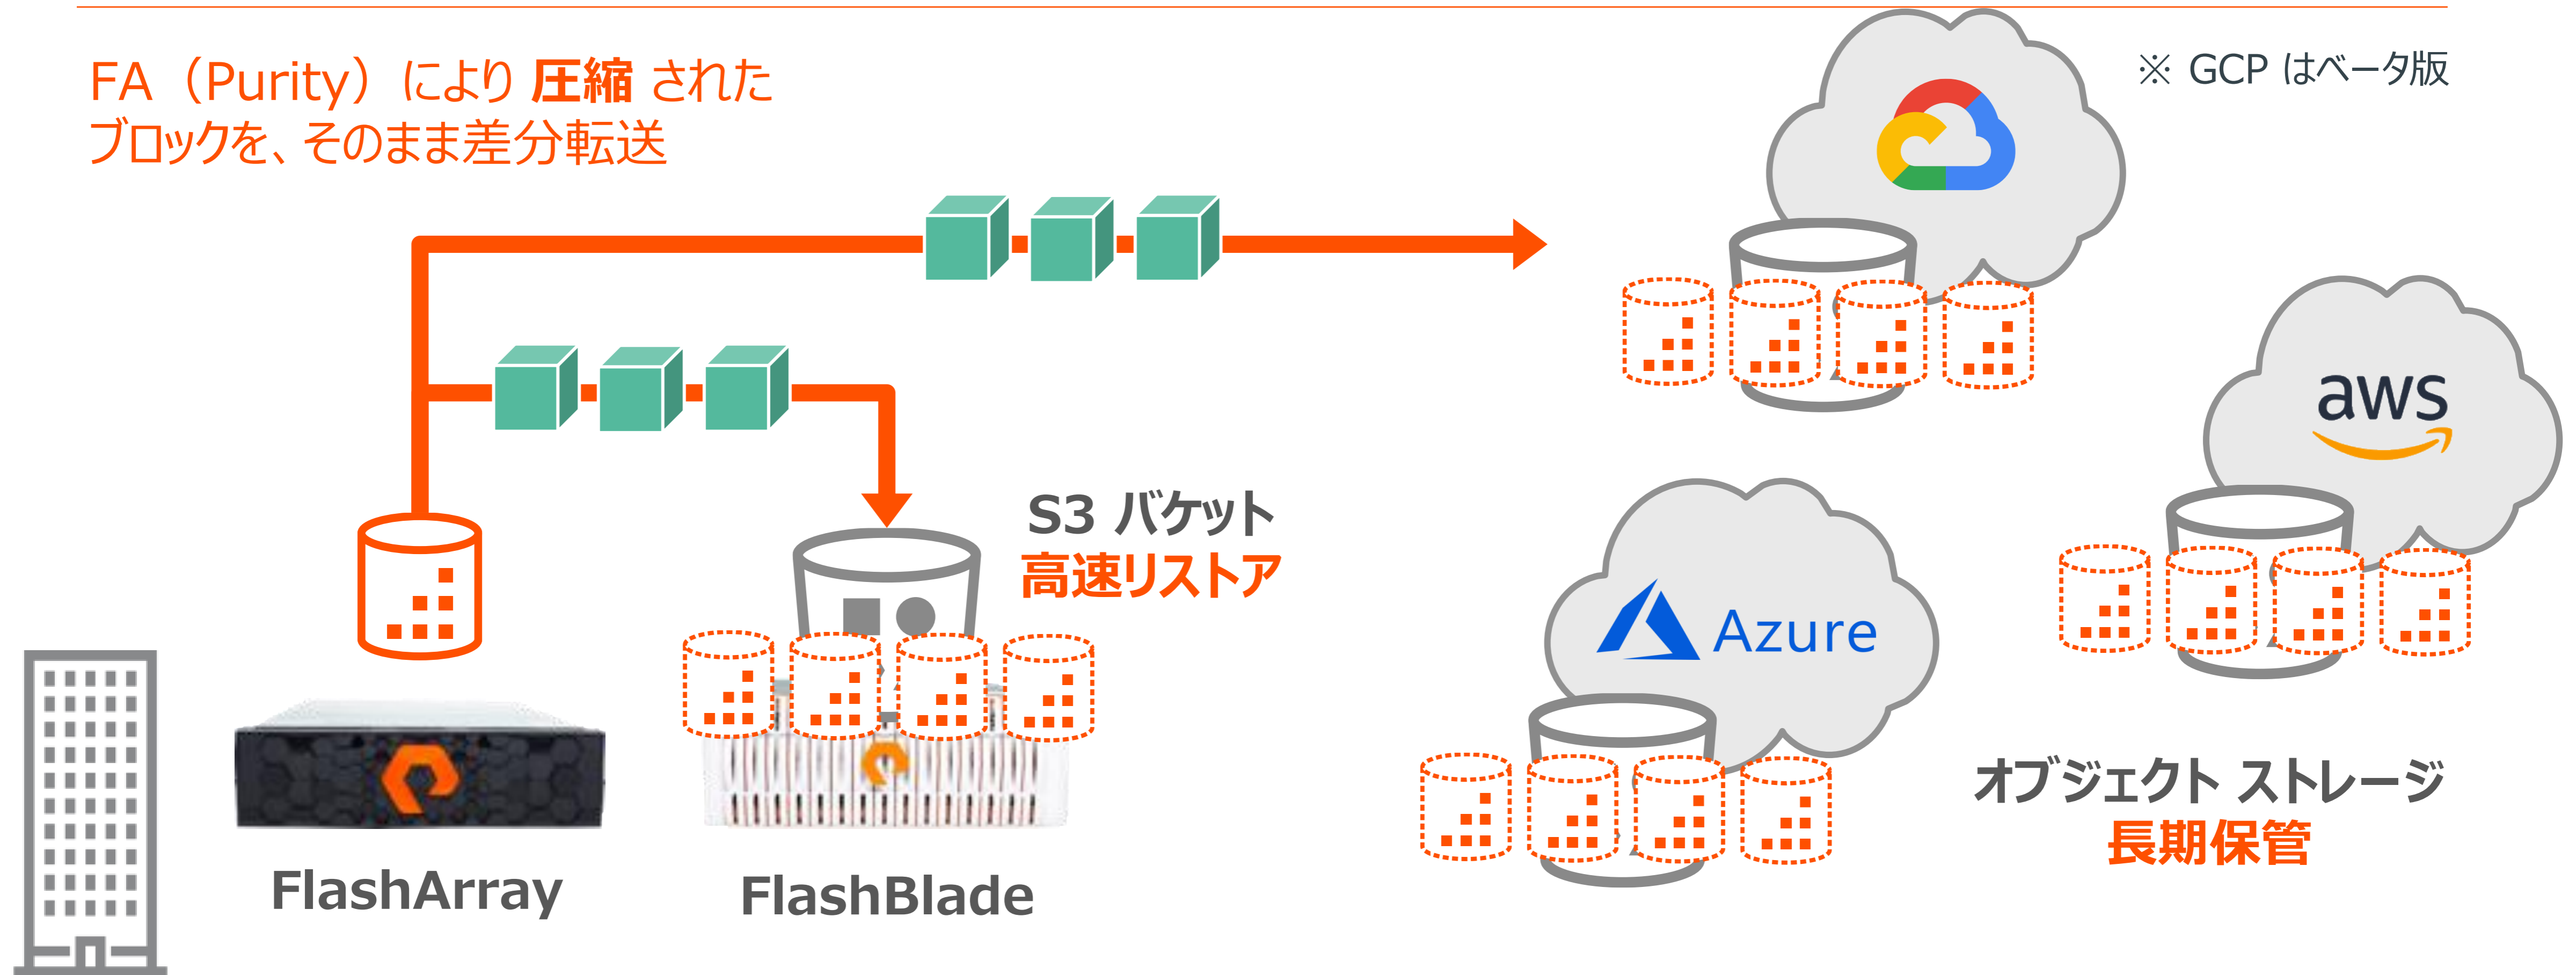 FA（Purity）により 圧縮 された
ブロックを、そのまま差分転送
※ GCP はベータ版
aws
S3 バケット
高速リストア
Azure
オブジェクト ストレージ
長期保管
FlashArray
FlashBlade